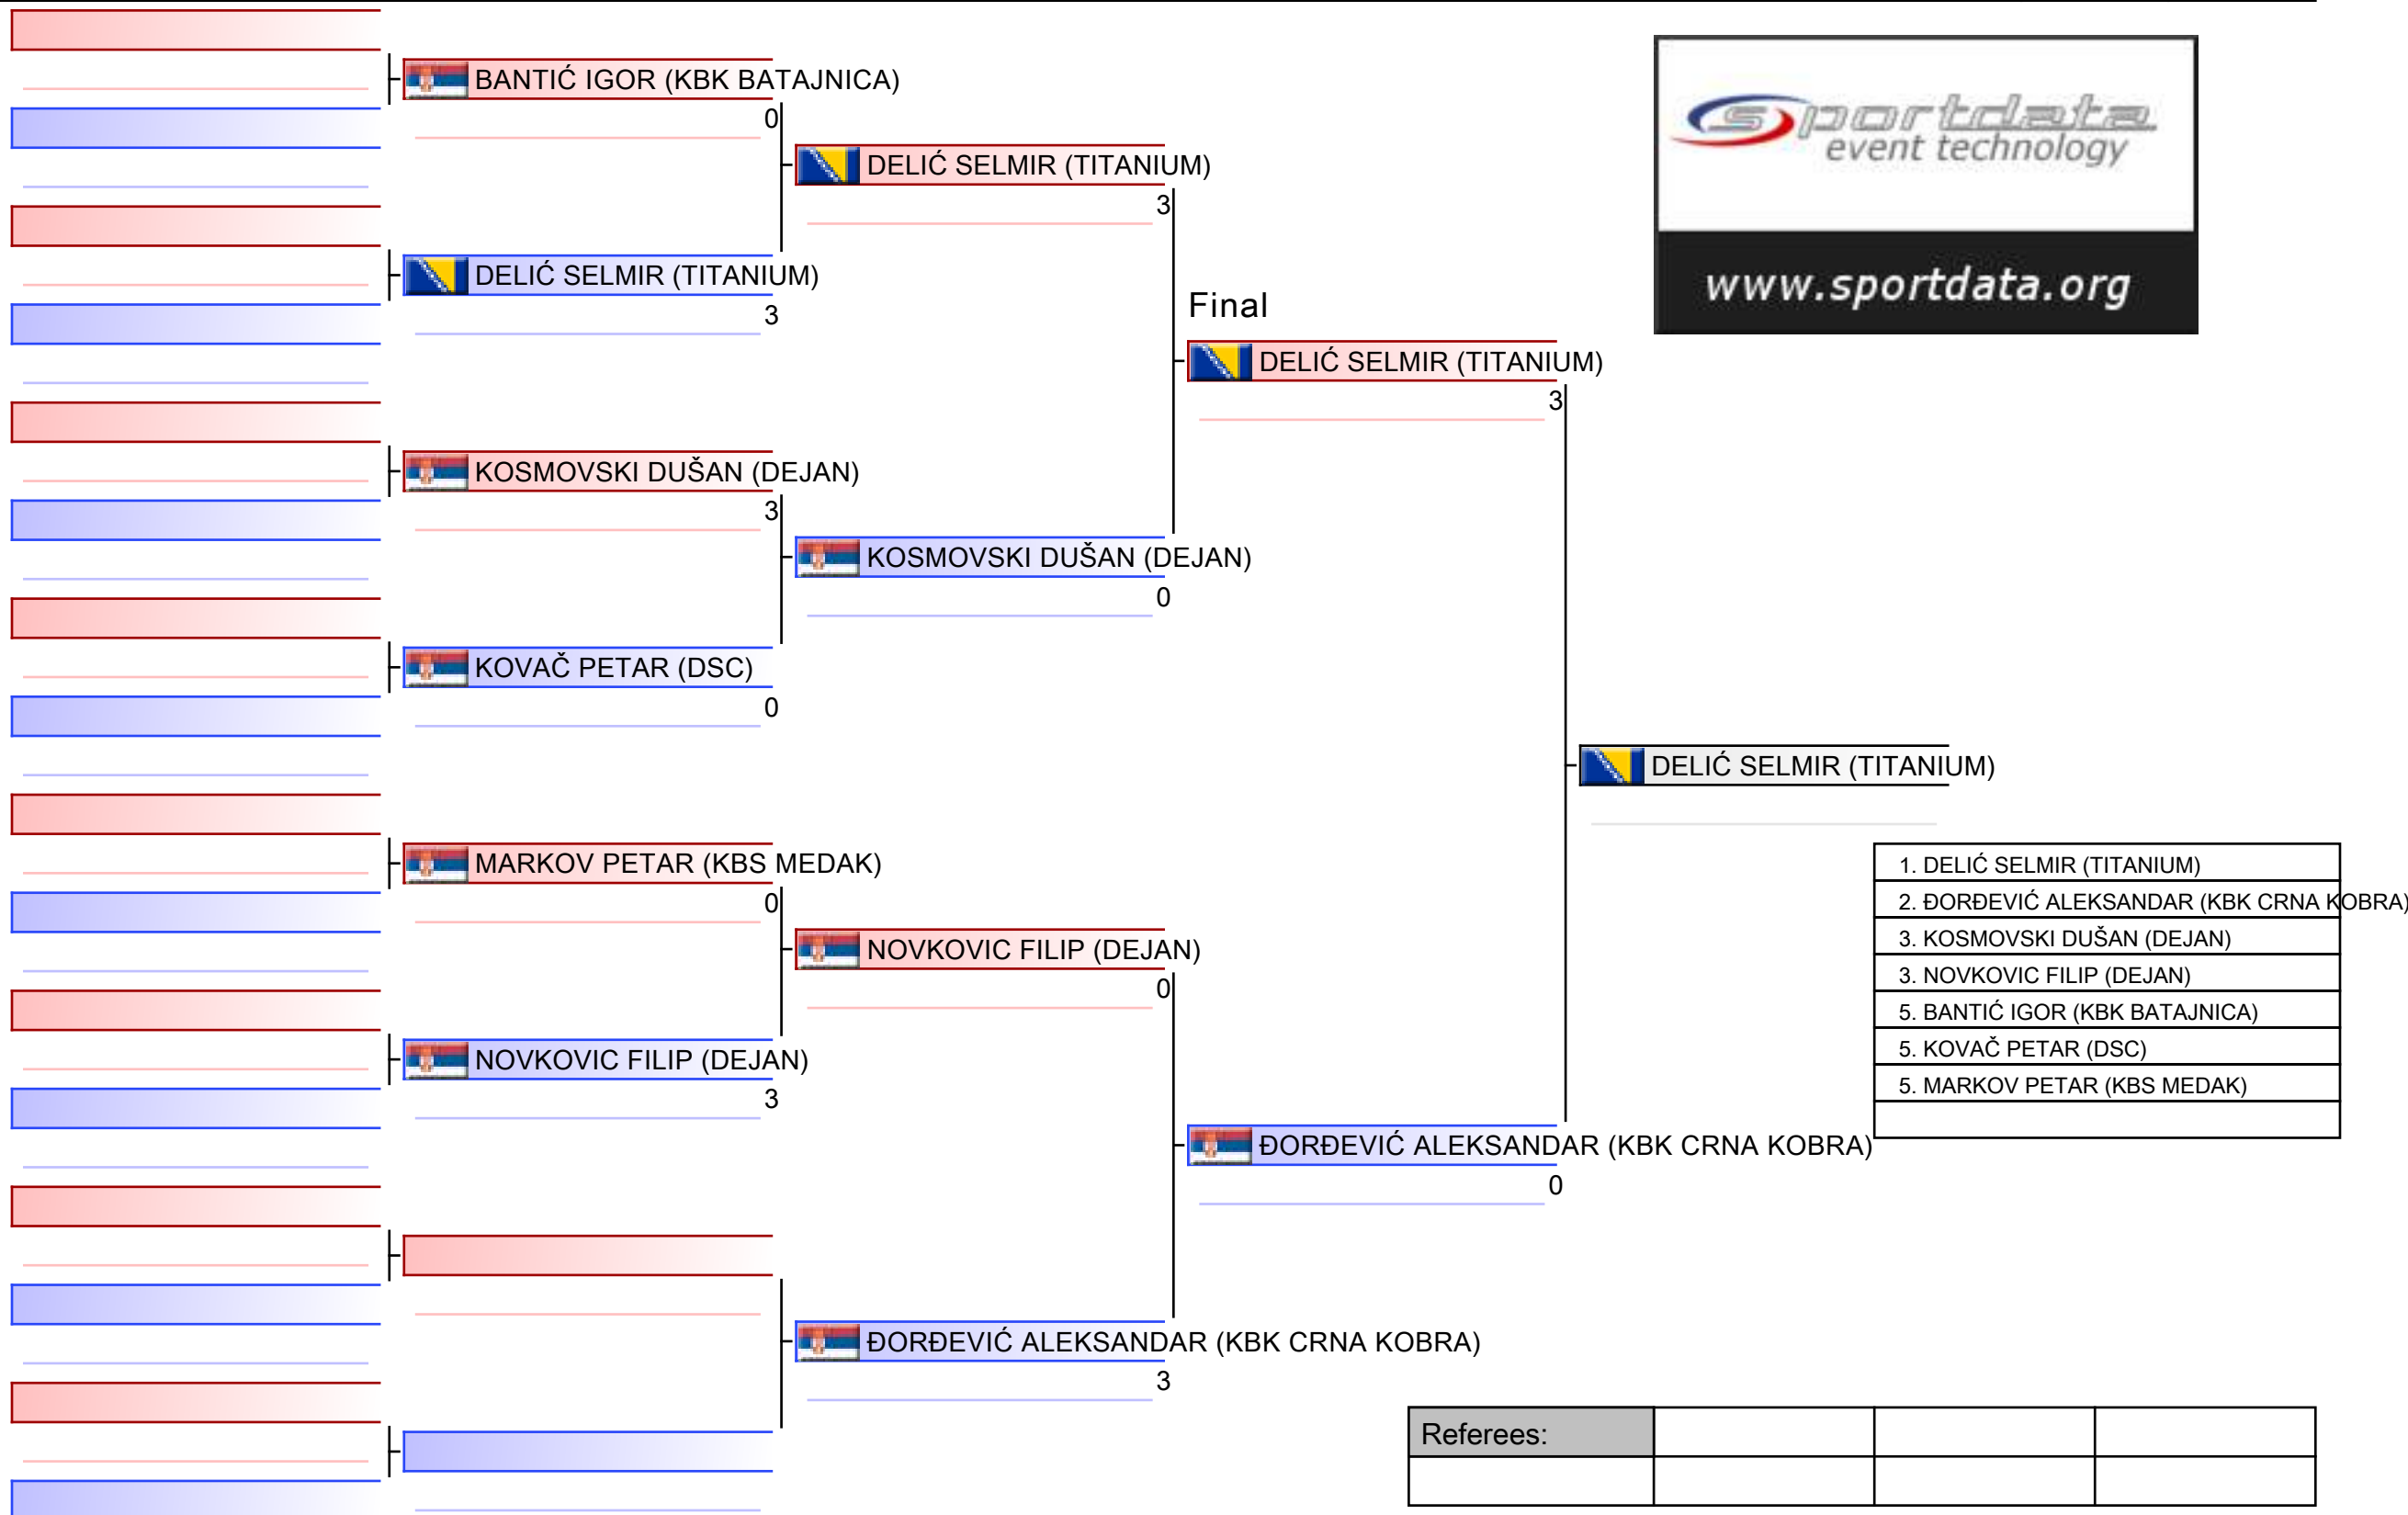 BANTIĆ IGOR (KBK BATAJNICA)
0
DELIĆ SELMIR (TITANIUM)
3
KOSMOVSKI DUŠAN (DEJAN)
3
KOVAČ PETAR (DSC)
0
MARKOV PETAR (KBS MEDAK)
0
NOVKOVIC FILIP (DEJAN)
3
DELIĆ SELMIR (TITANIUM)
3
KOSMOVSKI DUŠAN (DEJAN)
0
NOVKOVIC FILIP (DEJAN)
0
ĐORĐEVIĆ ALEKSANDAR (KBK CRNA KOBRA)
3
Final
DELIĆ SELMIR (TITANIUM)
3
ĐORĐEVIĆ ALEKSANDAR (KBK CRNA KOBRA)
0
DELIĆ SELMIR (TITANIUM)
sportdata
event technology
www.sportdata.org
1. DELIĆ SELMIR (TITANIUM)
2. ĐORĐEVIĆ ALEKSANDAR (KBK CRNA KOBRA)
3. KOSMOVSKI DUŠAN (DEJAN)
3. NOVKOVIC FILIP (DEJAN)
5. BANTIĆ IGOR (KBK BATAJNICA)
5. KOVAČ PETAR (DSC)
5. MARKOV PETAR (KBS MEDAK)
Referees: